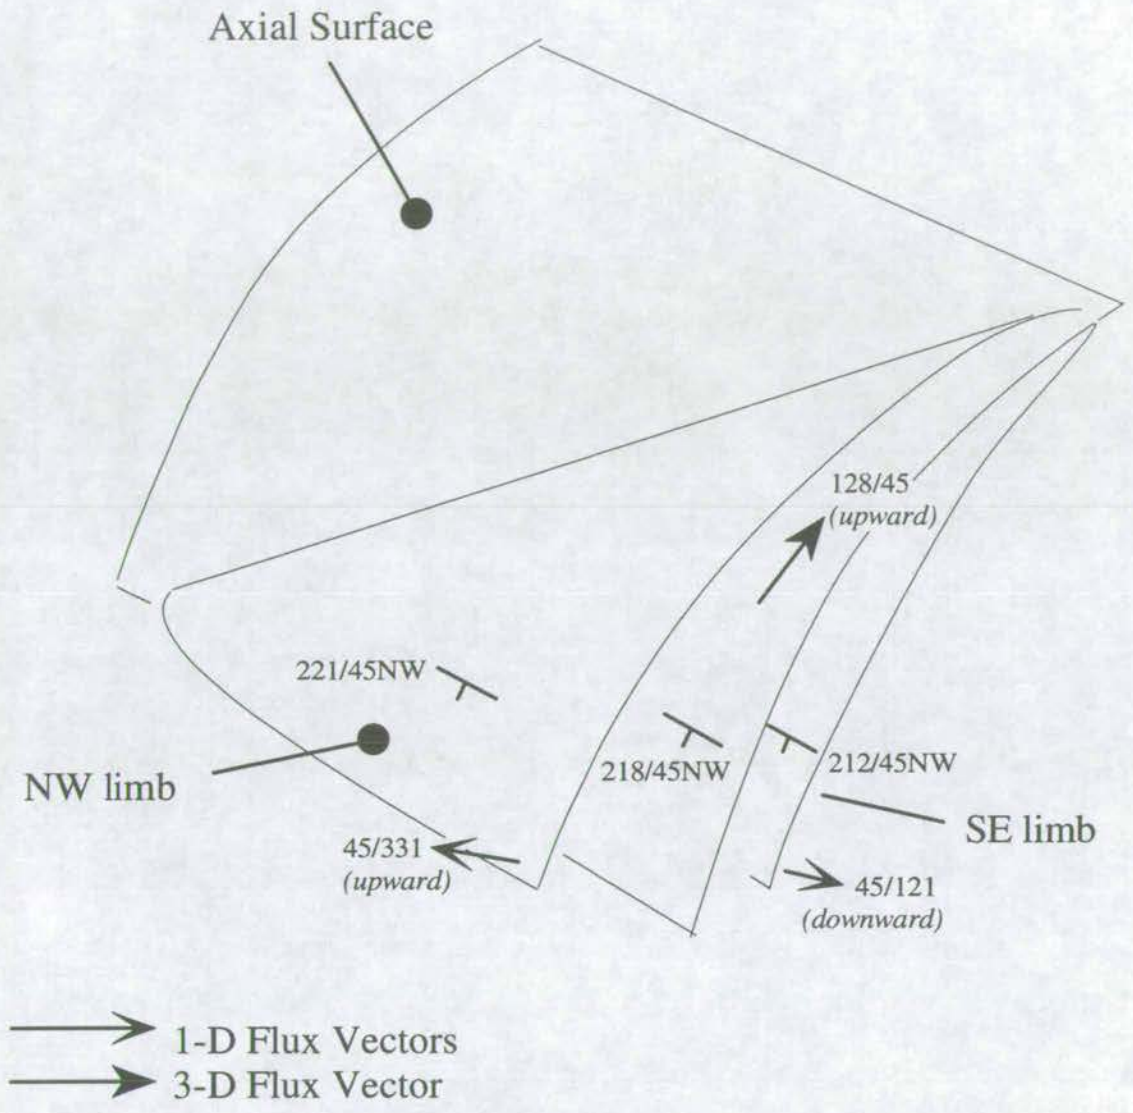 Axial Surface
128/45
(upward)
221/45NW
218/45NW
212/45NW
NW limb
SE limb
45/331
(upward)
45/121
(downward)
1-D Flux Vectors
3-D Flux Vector